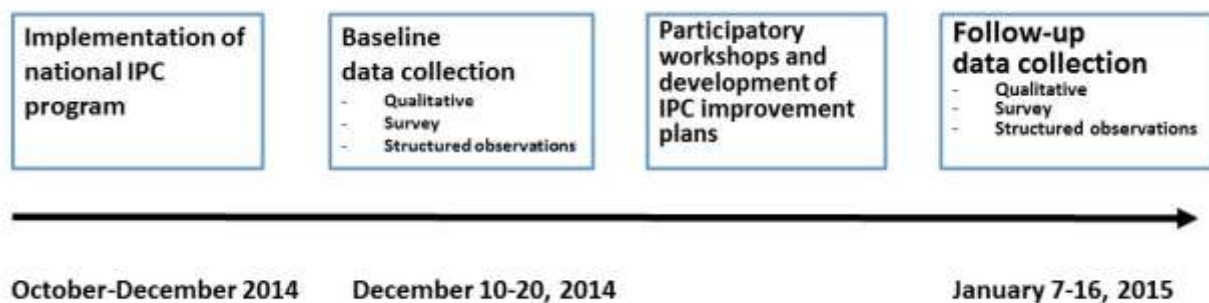 Implementation of
national IPC
program
Baseline
data collection
- Qualitative
- Survey
- Structured observations
Participatory
workshops and
development of
IPC improvement
plans
Follow-up
data collection
- Qualitative
- Survey
- Structured observations
October-December 2014
December 10-20, 2014
January 7-16, 2015